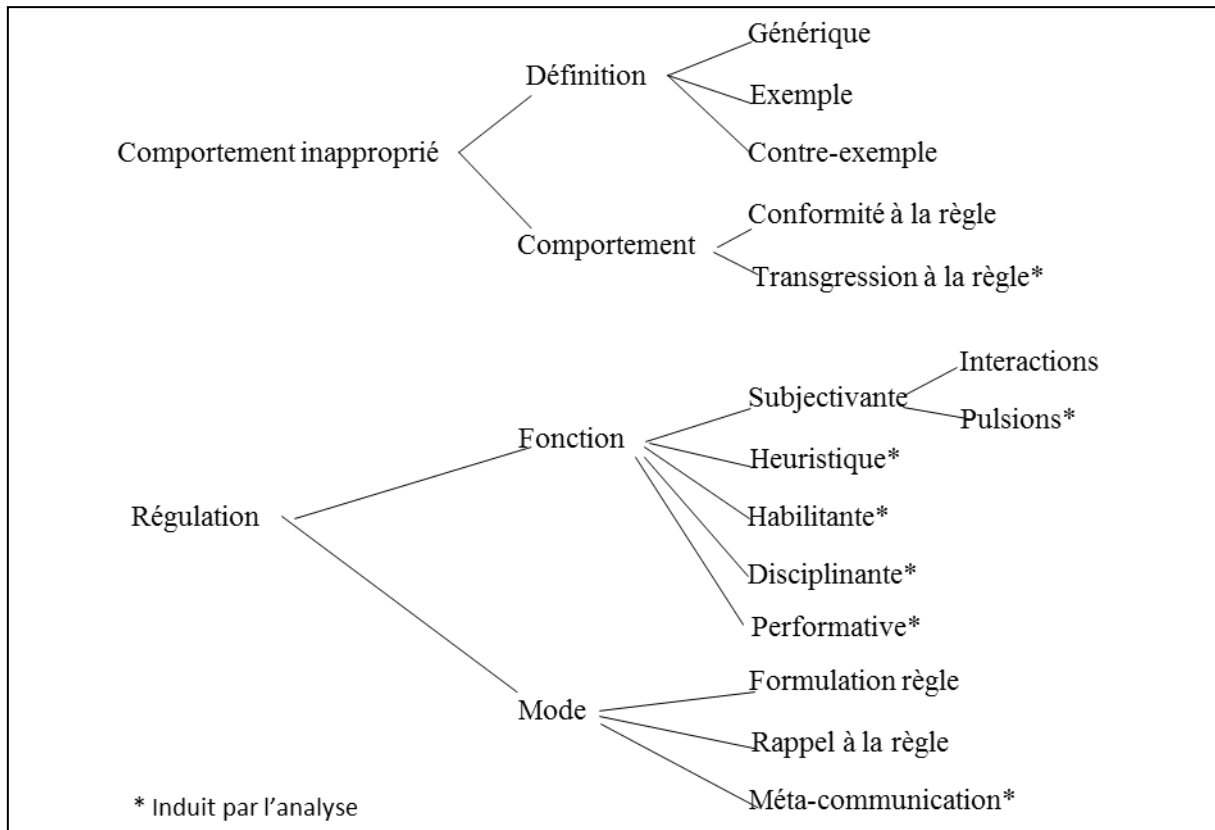 Générique
Définition
Exemple
Comportement inapproprié
Contre-exemple
Conformité à la règle
Comportement
Transgression à la règle*
Interactions
Subjectivante
Pulsions*
Fonction
Heuristique*
Régulation
Habilitante*
Disciplinante*
Performative*
Formulation règle
Mode
Rappel à la règle
Méta-communication*
* Induit par l’analyse